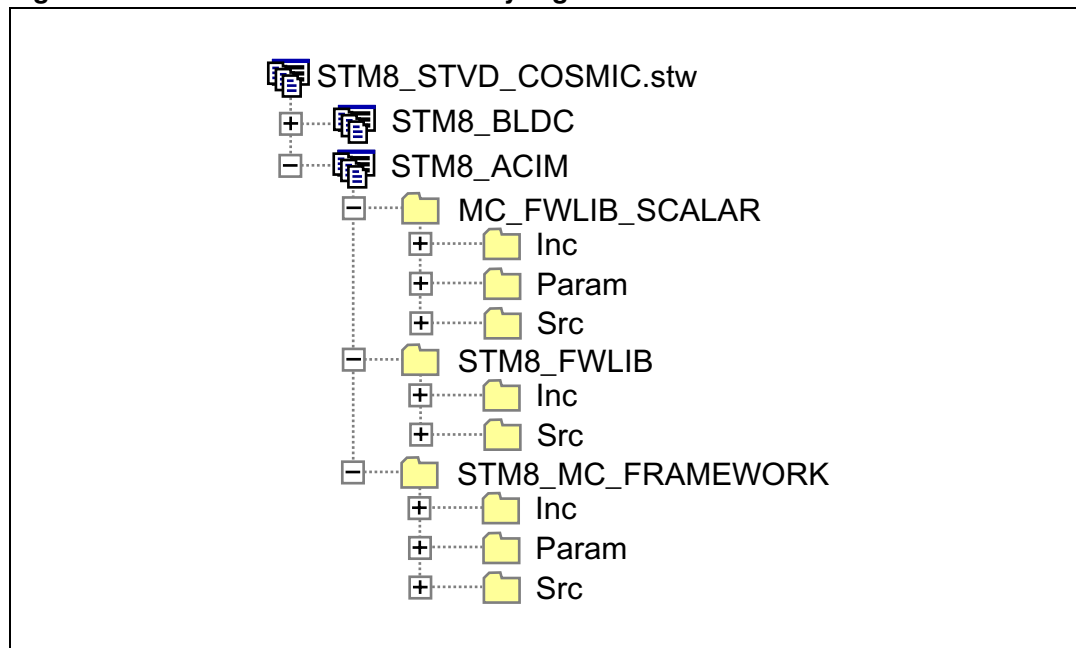 STM8_STVD_COSMIC.stw
STM8_BLDC
STM8_ACIM
MC_FWLIB_SCALAR
Inc
Param
Src
STM8_FWLIB
Inc
Src
STM8_MC_FRAMEWORK
Inc
Param
Src